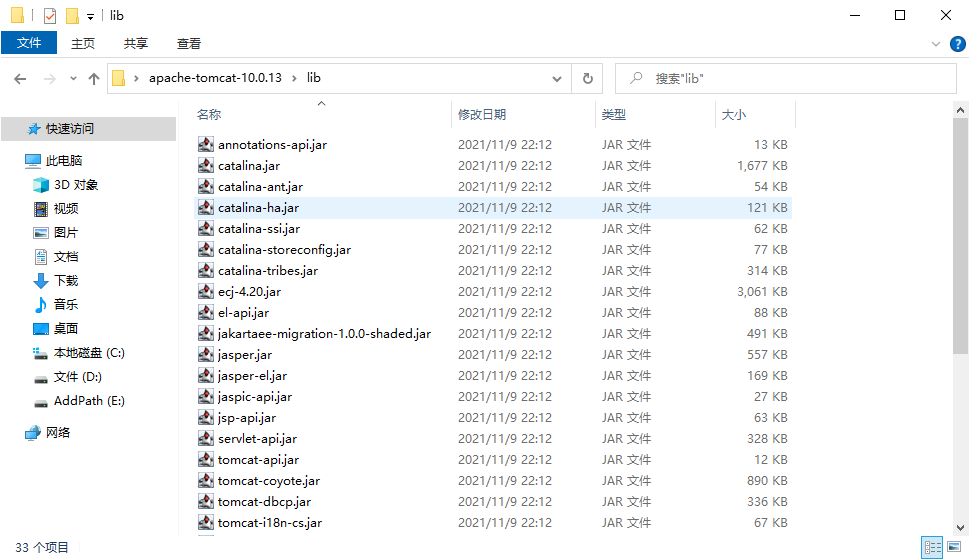 lib
文件 主页 共享 查看
apache-tomcat-10.0.13 › lib 搜索"lib"
快速访问
此电脑
3D 对象
视频
图片
文档
下载
音乐
桌面
本地磁盘 (C:)
文件 (D:)
AddPath (E:)
网络
名称 修改日期 类型 大小
annotations-api.jar 2021/11/9 22:12 JAR 文件 13 KB
catalina.jar 2021/11/9 22:12 JAR 文件 1,677 KB
catalina-ant.jar 2021/11/9 22:12 JAR 文件 54 KB
catalina-ha.jar 2021/11/9 22:12 JAR 文件 121 KB
catalina-ssi.jar 2021/11/9 22:12 JAR 文件 62 KB
catalina-storeconfig.jar 2021/11/9 22:12 JAR 文件 77 KB
catalina-tribes.jar 2021/11/9 22:12 JAR 文件 314 KB
ecj-4.20.jar 2021/11/9 22:12 JAR 文件 3,061 KB
el-api.jar 2021/11/9 22:12 JAR 文件 88 KB
jakartaee-migration-1.0.0-shaded.jar 2021/11/9 22:12 JAR 文件 491 KB
jasper.jar 2021/11/9 22:12 JAR 文件 557 KB
jasper-el.jar 2021/11/9 22:12 JAR 文件 169 KB
jaspic-api.jar 2021/11/9 22:12 JAR 文件 27 KB
jsp-api.jar 2021/11/9 22:12 JAR 文件 63 KB
servlet-api.jar 2021/11/9 22:12 JAR 文件 328 KB
tomcat-api.jar 2021/11/9 22:12 JAR 文件 12 KB
tomcat-coyote.jar 2021/11/9 22:12 JAR 文件 890 KB
tomcat-dbcp.jar 2021/11/9 22:12 JAR 文件 336 KB
tomcat-i18n-cs.jar 2021/11/9 22:12 JAR 文件 67 KB
33 个项目